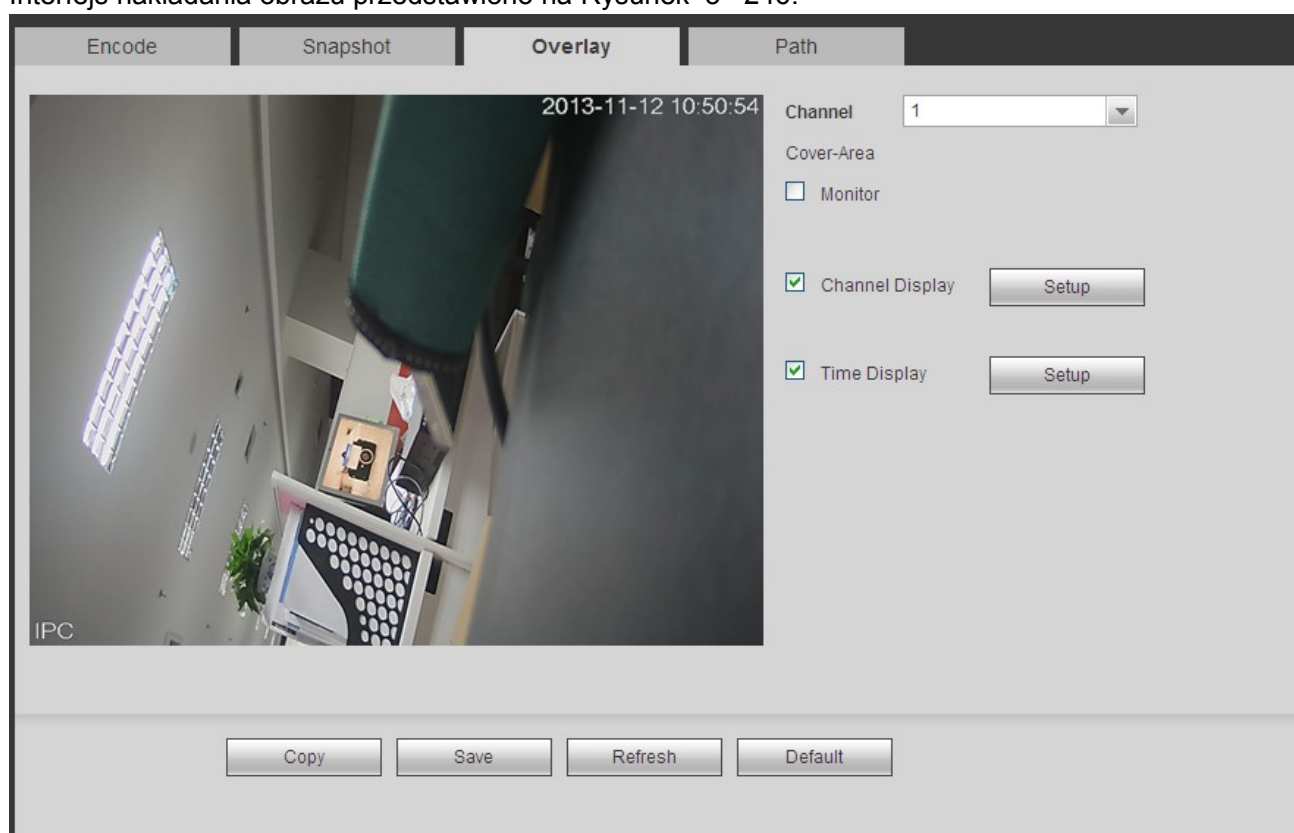 Encode Snapshot Overlay Path
2013-11-12 10:50:54
Channel 1
Cover-Area
Monitor
Channel Display Setup
Time Display Setup
IPC
Copy Save Refresh Default